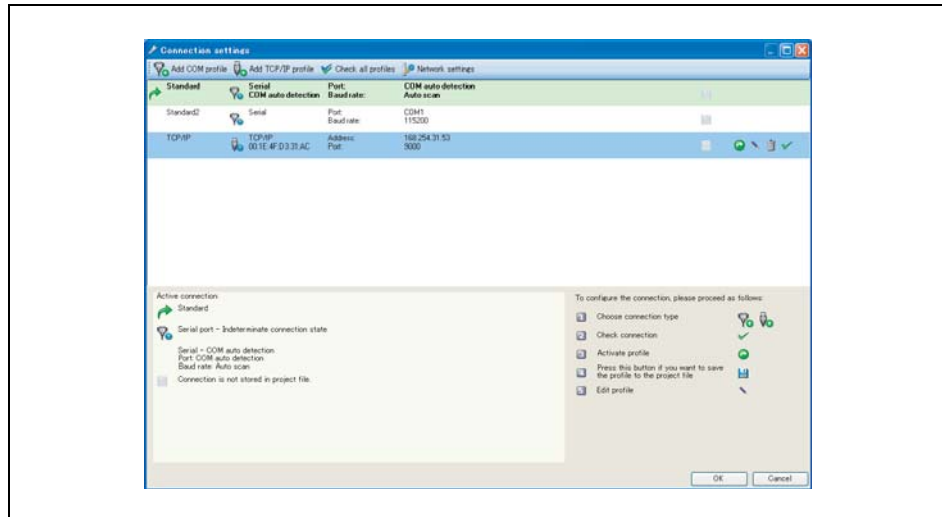 Connection settings
Add COM profile Add TCP/IP profile Check all profiles Network settings
Standard Serial Port: COM auto detection
COM auto detection Baud rate: Auto scan
Standard2 Serial Port: COM1
Baud rate: 115200
TCP/IP TCP/IP Address: 168.254.31.53
00:1E:4F:D3:31:AC Port: 9000
Active connection
Standard
Serial port - Indeterminate connection state
Serial - COM auto detection
Port: COM auto detection
Baud rate: Auto scan
Connection is not stored in project file.
To configure the connection, please proceed as follows:
Choose connection type
Check connection
Activate profile
Press this button if you want to save
the profile to the project file
Edit profile
OK Cancel